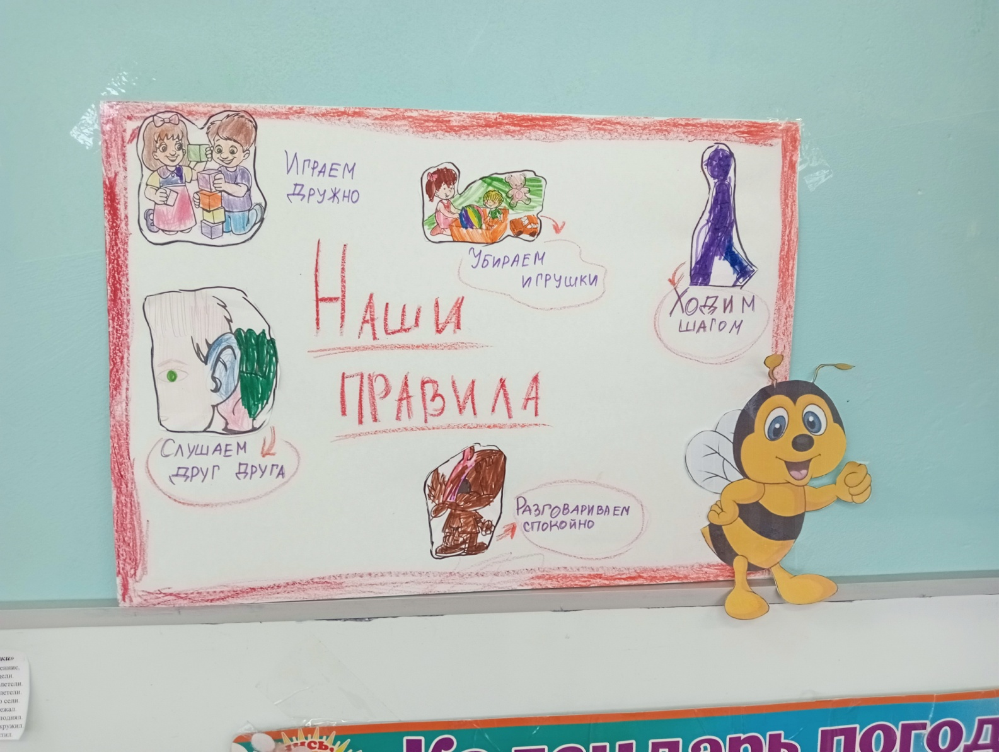 Играем
дружно
Убираем
игрушки
Ходим
шагом
Наши
правила
Слушаем
друг друга
Разговариваем
спокойно
Календарь погод